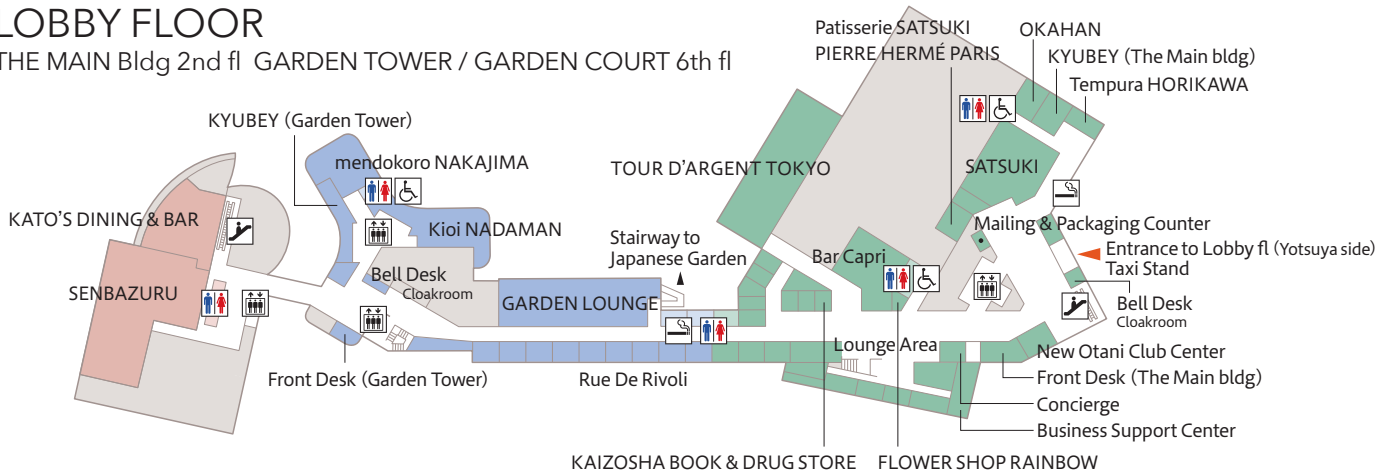 LOBBY FLOOR
THE MAIN Bldg 2nd fl GARDEN TOWER / GARDEN COURT 6th fl
Patisserie SATSUKI
PIERRE HERMÉ PARIS
OKAHAN
KYUBEY (The Main bldg)
Tempura HORIKAWA
KYUBEY (Garden Tower)
mendokoro NAKAJIMA
TOUR D'ARGENT TOKYO
SATSUKI
KATO'S DINING & BAR
Kioi NADAMAN
Stairway to
Japanese Garden
Mailing & Packaging Counter
Bar Capri
Entrance to Lobby fl (Yotsuya side)
Taxi Stand
Bell Desk
Cloakroom
SENBAZURU
GARDEN LOUNGE
Bell Desk
Cloakroom
Lounge Area
New Otani Club Center
Front Desk (Garden Tower)
Rue De Rivoli
Front Desk (The Main bldg)
Concierge
Business Support Center
KAIZOSHA BOOK & DRUG STORE
FLOWER SHOP RAINBOW